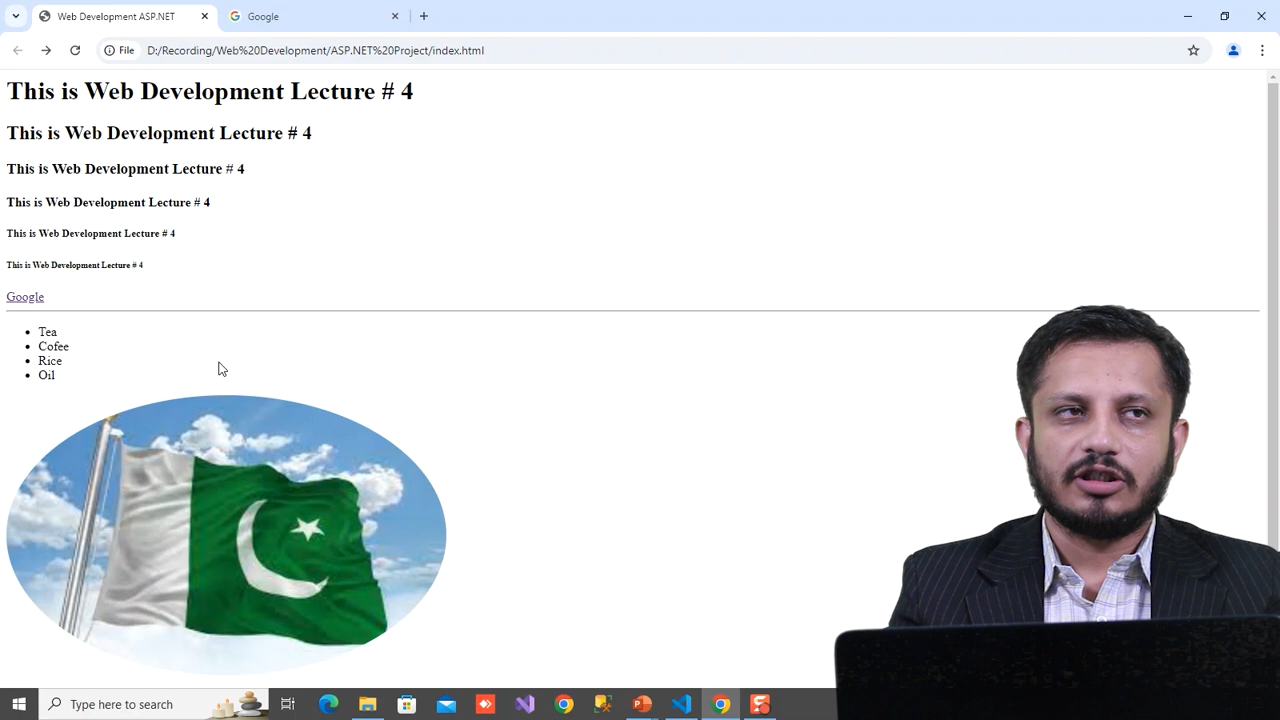 Web Development ASP.NET
Google
File
D:/Recording/Web%20Development/ASP.NET%20Project/index.html
This is Web Development Lecture # 4
This is Web Development Lecture # 4
This is Web Development Lecture # 4
This is Web Development Lecture # 4
This is Web Development Lecture # 4
This is Web Development Lecture # 4
Google
Tea
Cofee
Rice
Oil
Type here to search